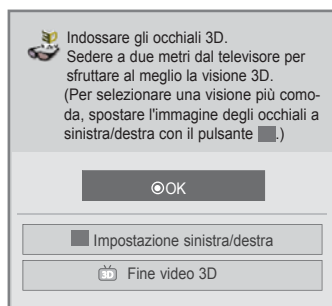 Indossare gli occhiali 3D.
Sedere a due metri dal televisore per
sfruttare al meglio la visione 3D.
(Per selezionare una visione più como-
da, spostare l'immagine degli occhiali a
sinistra/destra con il pulsante .)
OK
Impostazione sinistra/destra
3D Fine video 3D